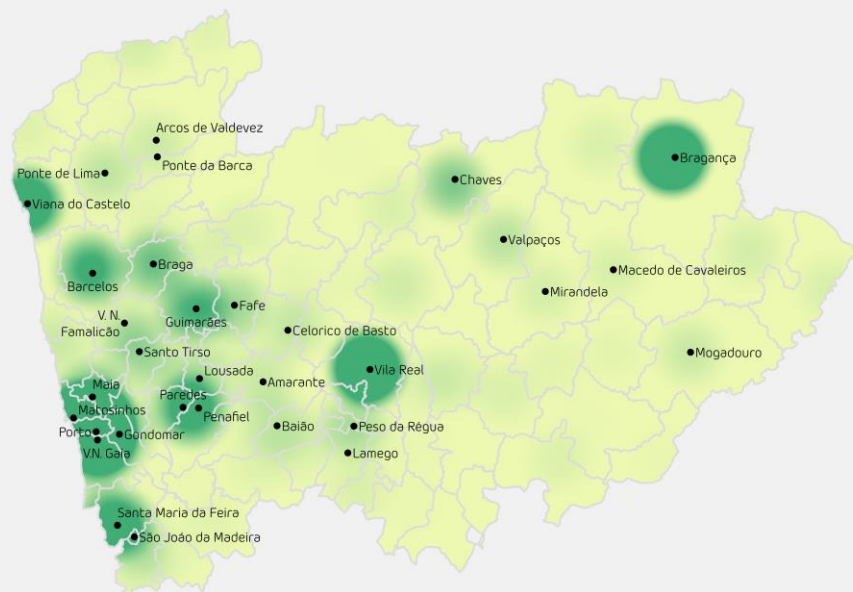 Arcos de Valdevez
Ponte da Barca
Ponte de Lima
Viana do Castelo
Bragança
Chaves
Valpaços
Macedo de Cavaleiros
Mirandela
Mogadouro
Barcelos
Braga
Guimarães
Fafe
V. N.
Famalicão
Celorico de Basto
Santo Tirso
Lousada
Amarante
Vila Real
Maia
Matosinhos
Paredes
Penafiel
Porto
Gondomar
V.N. Gaia
Baião
Peso da Régua
Lamego
Santa Maria da Feira
São João da Madeira